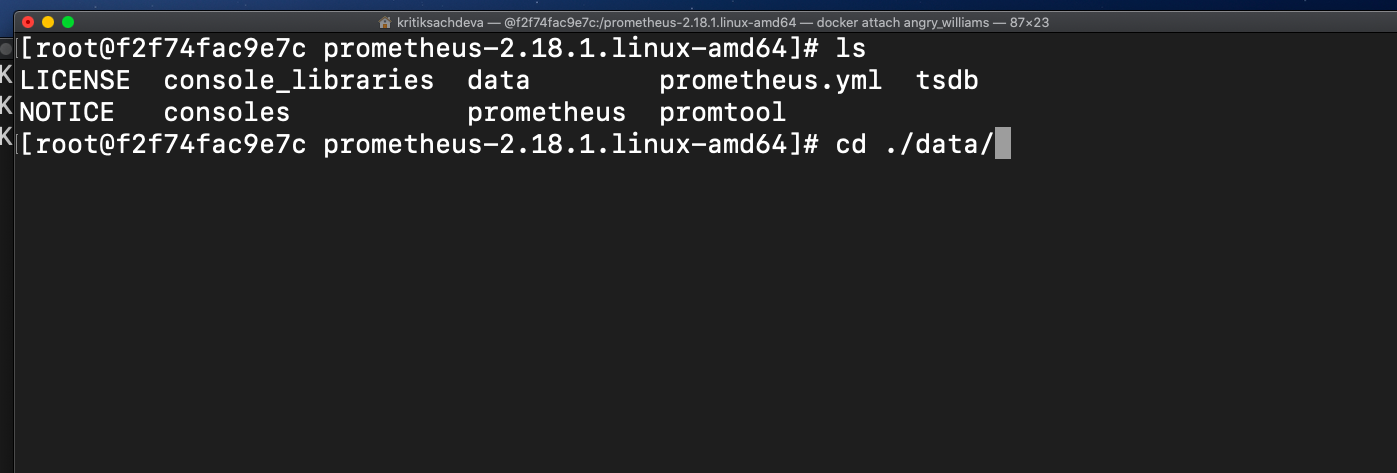 kritiksachdeva — @f2f74fac9e7c:/prometheus-2.18.1.linux-amd64 — docker attach angry_williams — 87×23
[root@f2f74fac9e7c prometheus-2.18.1.linux-amd64]# ls
LICENSE  console_libraries  data        prometheus.yml  tsdb
NOTICE   consoles           prometheus  promtool
[root@f2f74fac9e7c prometheus-2.18.1.linux-amd64]# cd ./data/
K
K
K